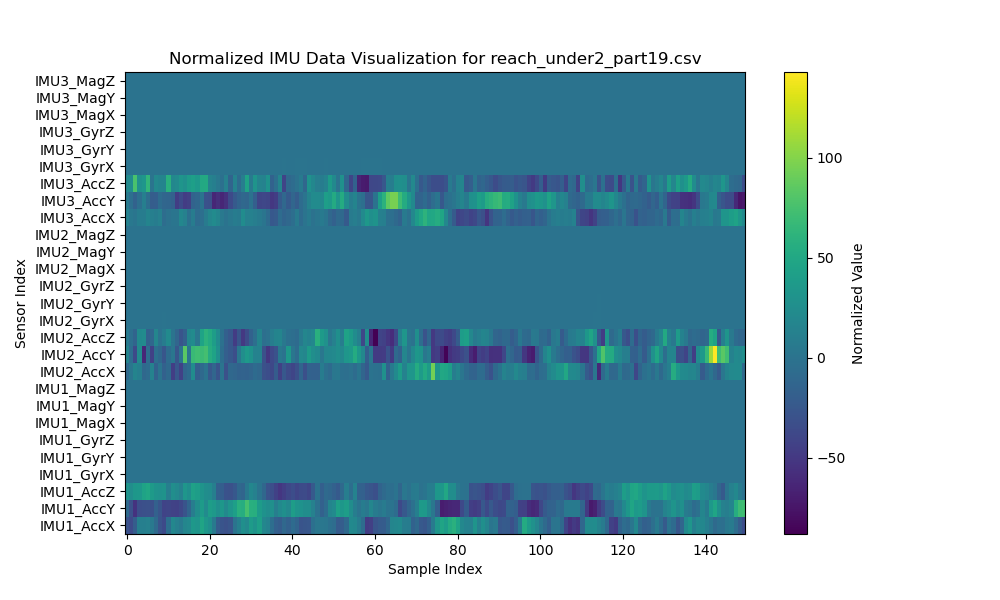 Normalized IMU Data Visualization for reach_under2_part19.csv
IMU3_MagZ
IMU3_MagY
IMU3_MagX
IMU3_GyrZ
IMU3_GyrY
IMU3_GyrX
IMU3_AccZ
IMU3_AccY
IMU3_AccX
IMU2_MagZ
IMU2_MagY
IMU2_MagX
IMU2_GyrZ
IMU2_GyrY
IMU2_GyrX
IMU2_AccZ
IMU2_AccY
IMU2_AccX
IMU1_MagZ
IMU1_MagY
IMU1_MagX
IMU1_GyrZ
IMU1_GyrY
IMU1_GyrX
IMU1_AccZ
IMU1_AccY
IMU1_AccX
Sensor Index
0 20 40 60 80 100 120 140
Sample Index
100
50
0
−50
Normalized Value